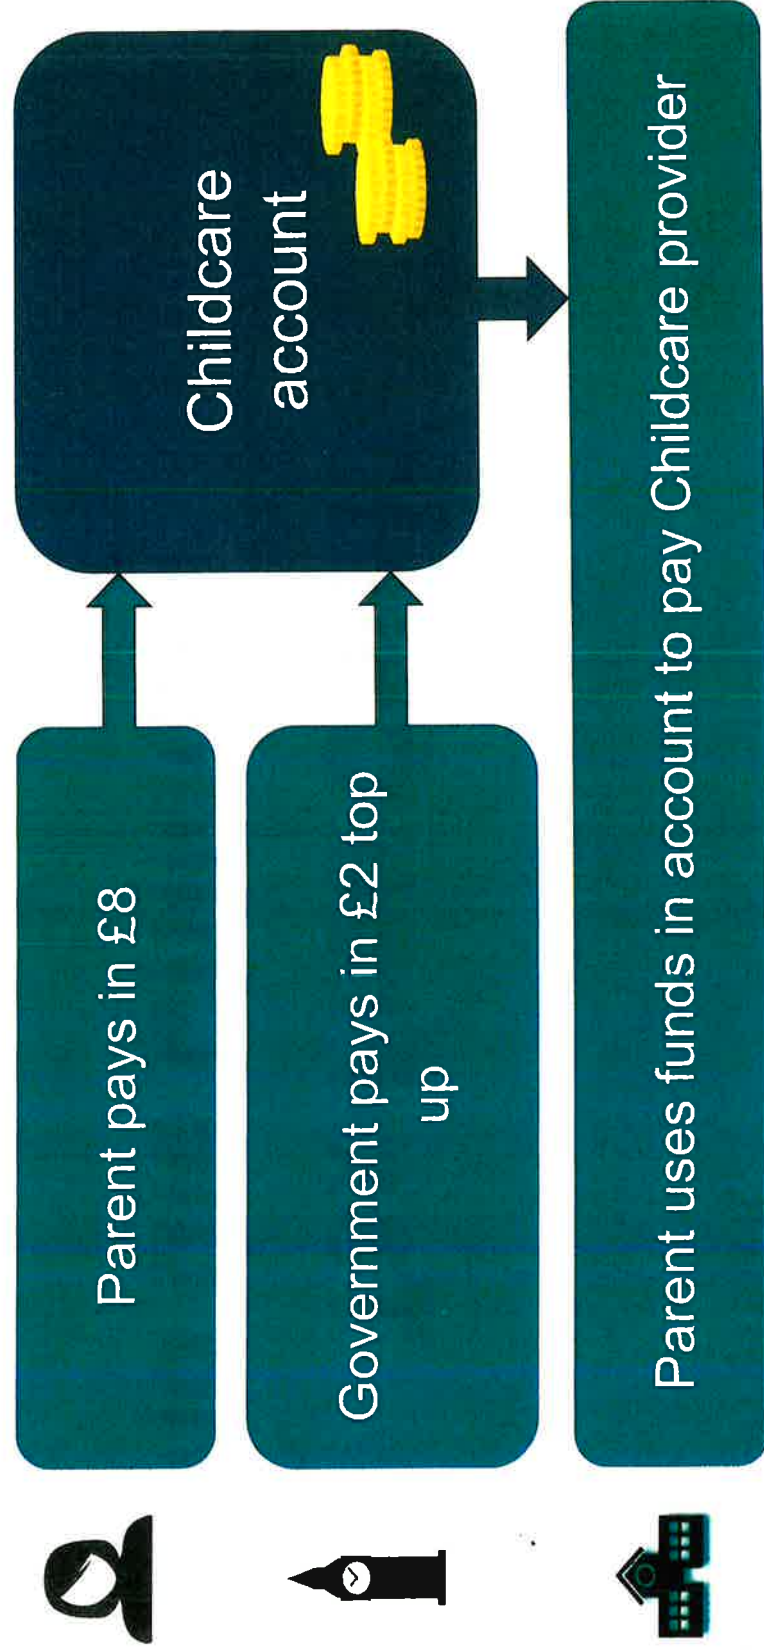 Parent pays in £8
Government pays in £2 top
up
Childcare
account
Parent uses funds in account to pay Childcare provider